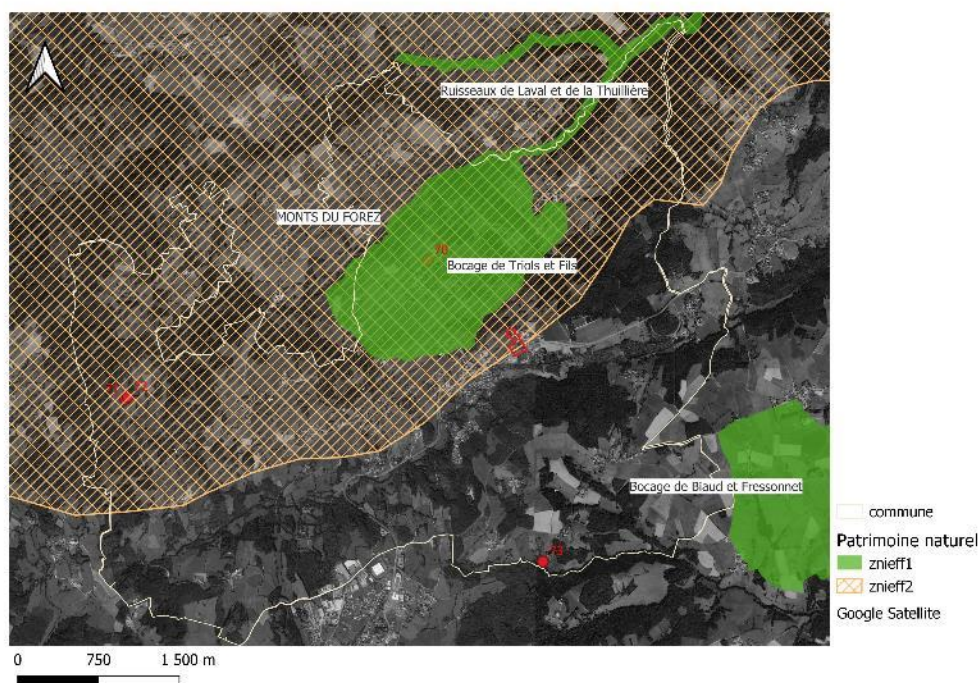 Ruisseaux de Laval et de la Thuillière
MONTS DU FOREZ
Bocage de Triols et Fils
Bocage de Biaud et Fressonnet
commune
Patrimoine naturel
znieff1
znieff2
Google Satellite
0 750 1 500 m